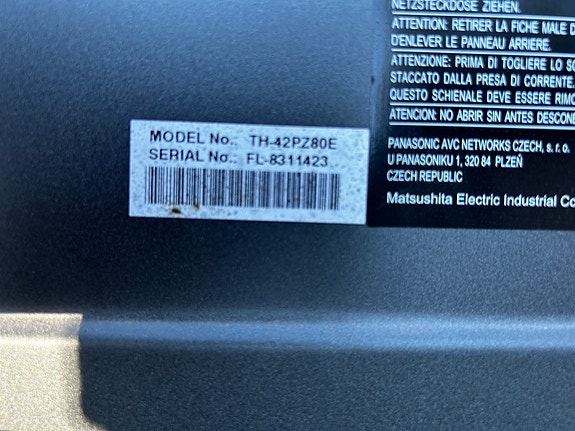 MODEL No.: TH-42PZ80E
SERIAL No.: FL-8311423
NETZSTECKDOSE ZIEHEN.
ATTENTION: RETIRER LA FICHE MALE
D'ENLEVER LE PANNEAU ARRIERE.
ATTENZIONE: PRIMA DI TOGLIERE LO
STACCATO DALLA PRESA DI CORRENTE.
QUESTO SCHIENALE DEVE ESSERE
ATENCION: NO ABRIR SIN ANTES
PANASONIC AVC NETWORKS CZECH, s. r. o.
U PANASONIKU 1, 320 84 PLZEŇ
CZECH REPUBLIC
Matsushita Electric Industrial Co